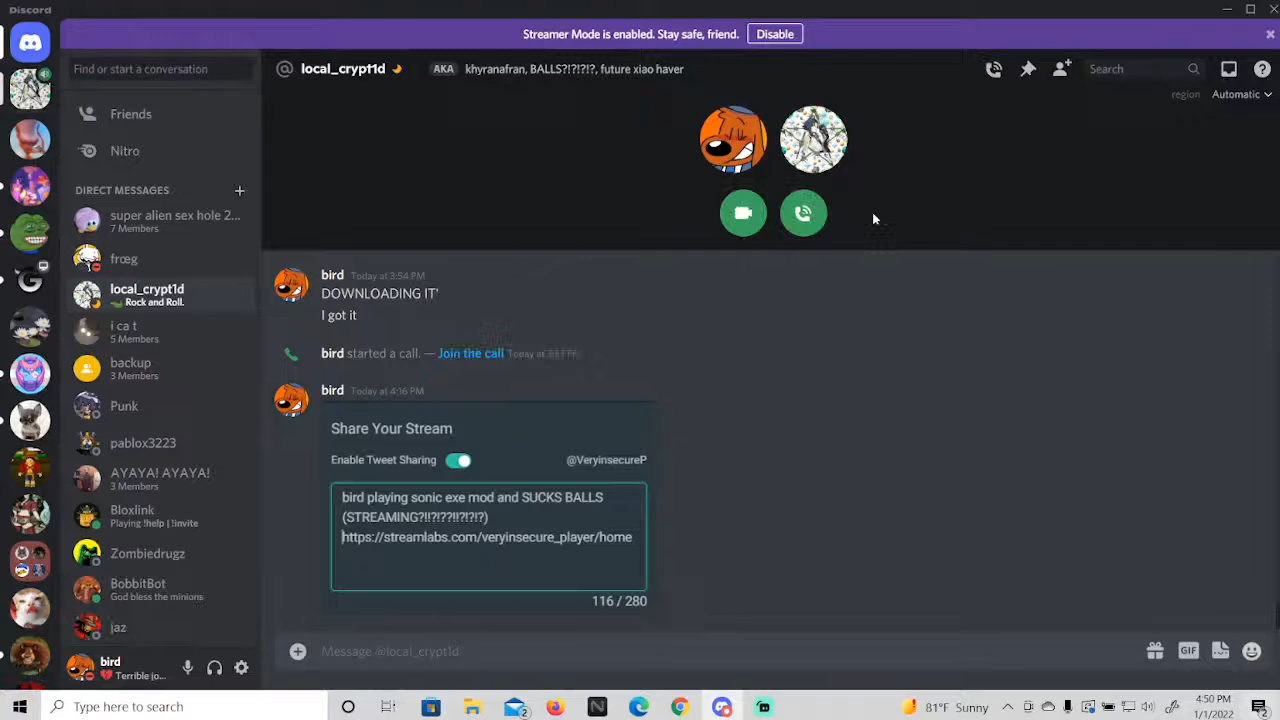 Discord
Streamer Mode is enabled. Stay safe, friend. Disable
Find or start a conversation
local_crypt1d AKA khyranafran, BALLS?!?!?!?, future xiao haver
Search
region Automatic
Friends
Nitro
DIRECT MESSAGES
super alien sex hole 2...
7 Members
frœg
local_crypt1d
Rock and Roll.
i ca t
5 Members
backup
3 Members
Punk
pablox3223
AYAYA! AYAYA!
3 Members
Bloxlink
Playing !help | !invite
Zombiedrugz
BobbitBot
God bless the minions
jaz
bird
Terrible jo...
bird Today at 3:54 PM
DOWNLOADING IT'
I got it
bird started a call. — Join the call Today at
bird Today at 4:16 PM
Share Your Stream
Enable Tweet Sharing @VeryinsecureP
bird playing sonic exe mod and SUCKS BALLS
(STREAMING?!!?!??!!?!?!?)
https://streamlabs.com/veryinsecure_player/home
116 / 280
Message @local_crypt1d
GIF
Type here to search
2
81°F Sunny
4:50 PM
1/1/2022
2